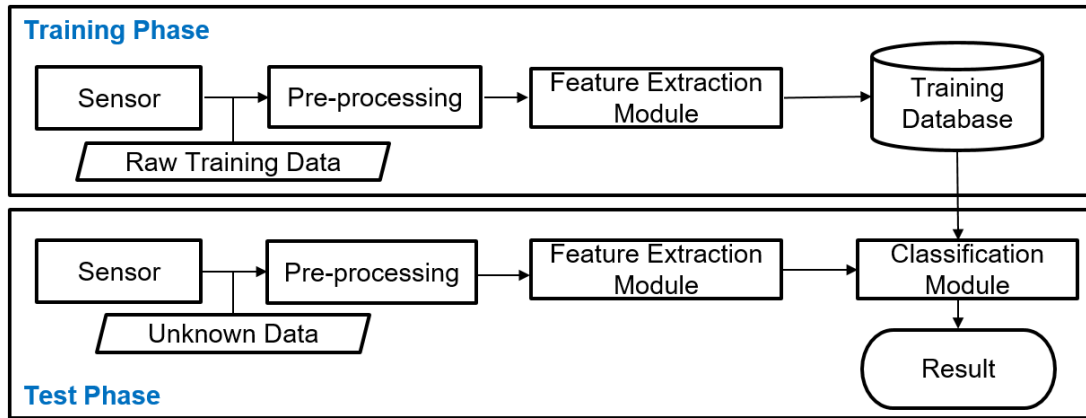 Training Phase
Sensor
Pre-processing
Feature Extraction
Module
Training
Database
Raw Training Data
Sensor
Pre-processing
Feature Extraction
Module
Classification
Module
Unknown Data
Result
Test Phase